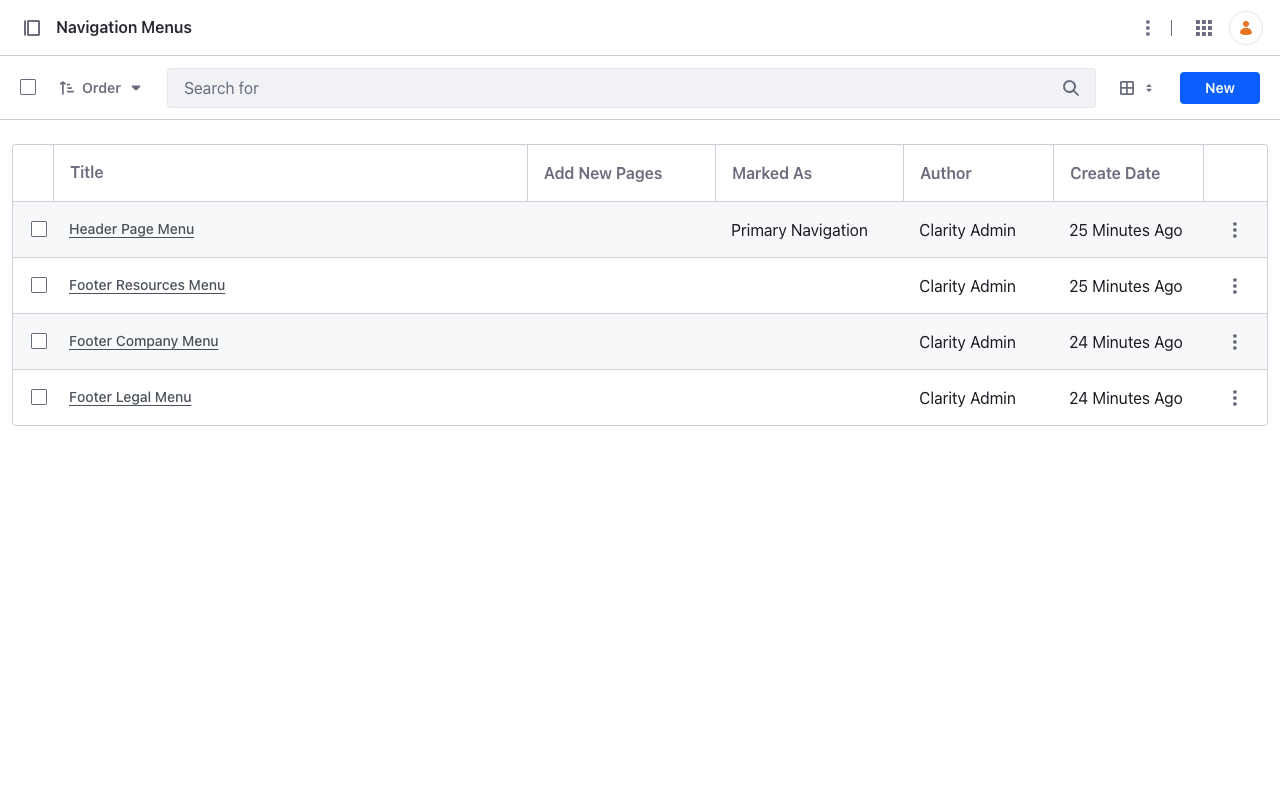 Navigation Menus
Order
Search for
New
Title Add New Pages Marked As Author Create Date
Header Page Menu Primary Navigation Clarity Admin 25 Minutes Ago
Footer Resources Menu Clarity Admin 25 Minutes Ago
Footer Company Menu Clarity Admin 24 Minutes Ago
Footer Legal Menu Clarity Admin 24 Minutes Ago